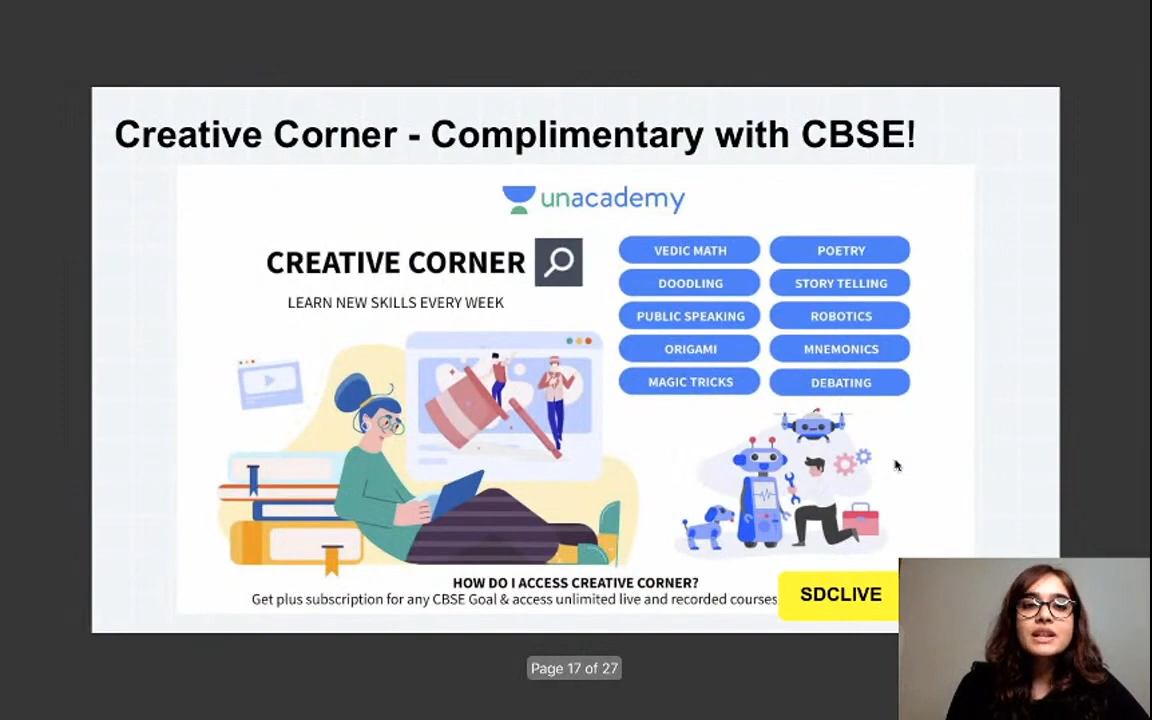 Creative Corner - Complimentary with CBSE!
unacademy
CREATIVE CORNER
LEARN NEW SKILLS EVERY WEEK
VEDIC MATH
POETRY
DOODLING
STORY TELLING
PUBLIC SPEAKING
ROBOTICS
ORIGAMI
MNEMONICS
MAGIC TRICKS
DEBATING
HOW DO I ACCESS CREATIVE CORNER?
Get plus subscription for any CBSE Goal & access unlimited live and recorded courses
SDCLIVE
Page 17 of 27